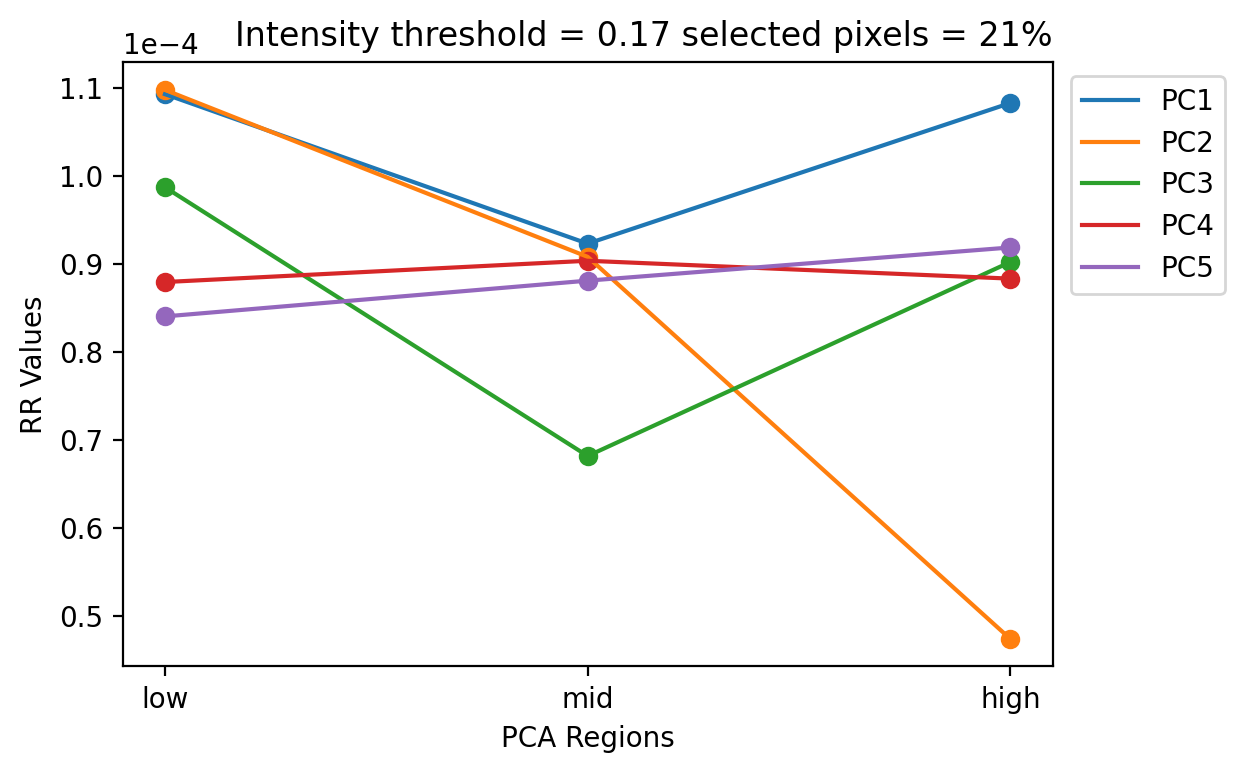 Intensity threshold = 0.17 selected pixels = 21%
1e−4
1.1
1.0
0.9
0.8
0.7
0.6
0.5
RR Values
low mid high
PCA Regions
PC1
PC2
PC3
PC4
PC5